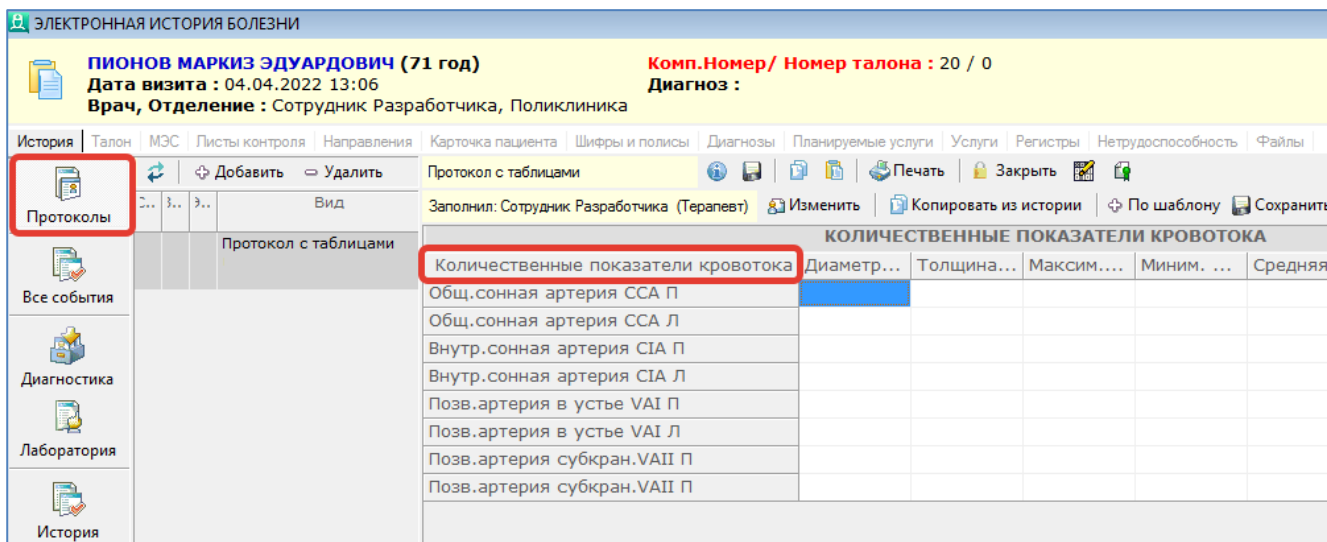 ЭЛЕКТРОННАЯ ИСТОРИЯ БОЛЕЗНИ
ПИОНОВ МАРКИЗ ЭДУАРДОВИЧ (71 год) Комп.Номер/ Номер талона : 20 / 0
Дата визита : 04.04.2022 13:06 Диагноз :
Врач, Отделение : Сотрудник Разработчика, Поликлиника
История Талон МЭС Листы контроля Направления Карточка пациента Шифры и полисы Диагнозы Планируемые услуги Услуги Регистры Нетрудоспособность Файлы
Добавить Удалить Протокол с таблицами Печать Закрыть
Протоколы
Вид Заполнил: Сотрудник Разработчика (Терапевт) Изменить Копировать из истории По шаблону Сохранить
Протокол с таблицами
КОЛИЧЕСТВЕННЫЕ ПОКАЗАТЕЛИ КРОВОТОКА
Количественные показатели кровотока Диаметр... Толщина... Максим.... Миним. ... Средняя
Общ.сонная артерия CCA П
Общ.сонная артерия CCA Л
Внутр.сонная артерия CIA П
Внутр.сонная артерия CIA Л
Позв.артерия в устье VAI П
Позв.артерия в устье VAI Л
Позв.артерия субкран.VAII П
Позв.артерия субкран.VAII П
Все события
Диагностика
Лаборатория
История